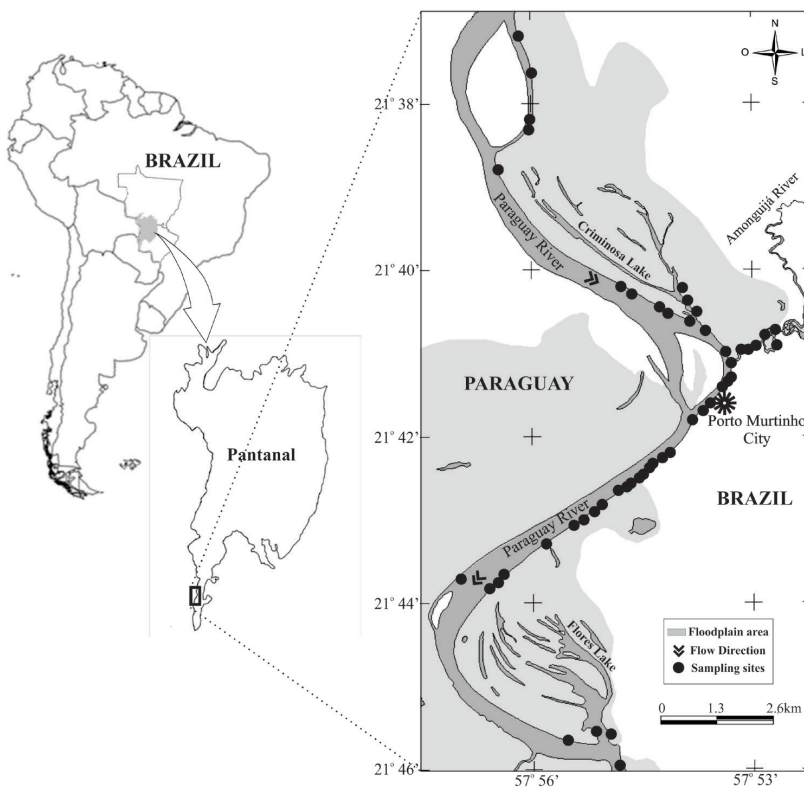 BRAZIL
Pantanal
N
O
L
S
21° 38'
21° 40'
21° 42'
21° 44'
21° 46'
57° 56'
57° 53'
Paraguay River
Criminosa Lake
Amonguijá River
PARAGUAY
Porto Murtinho
City
BRAZIL
Paraguay River
Flores Lake
Floodplain area
Flow Direction
Sampling sites
0 1.3 2.6km